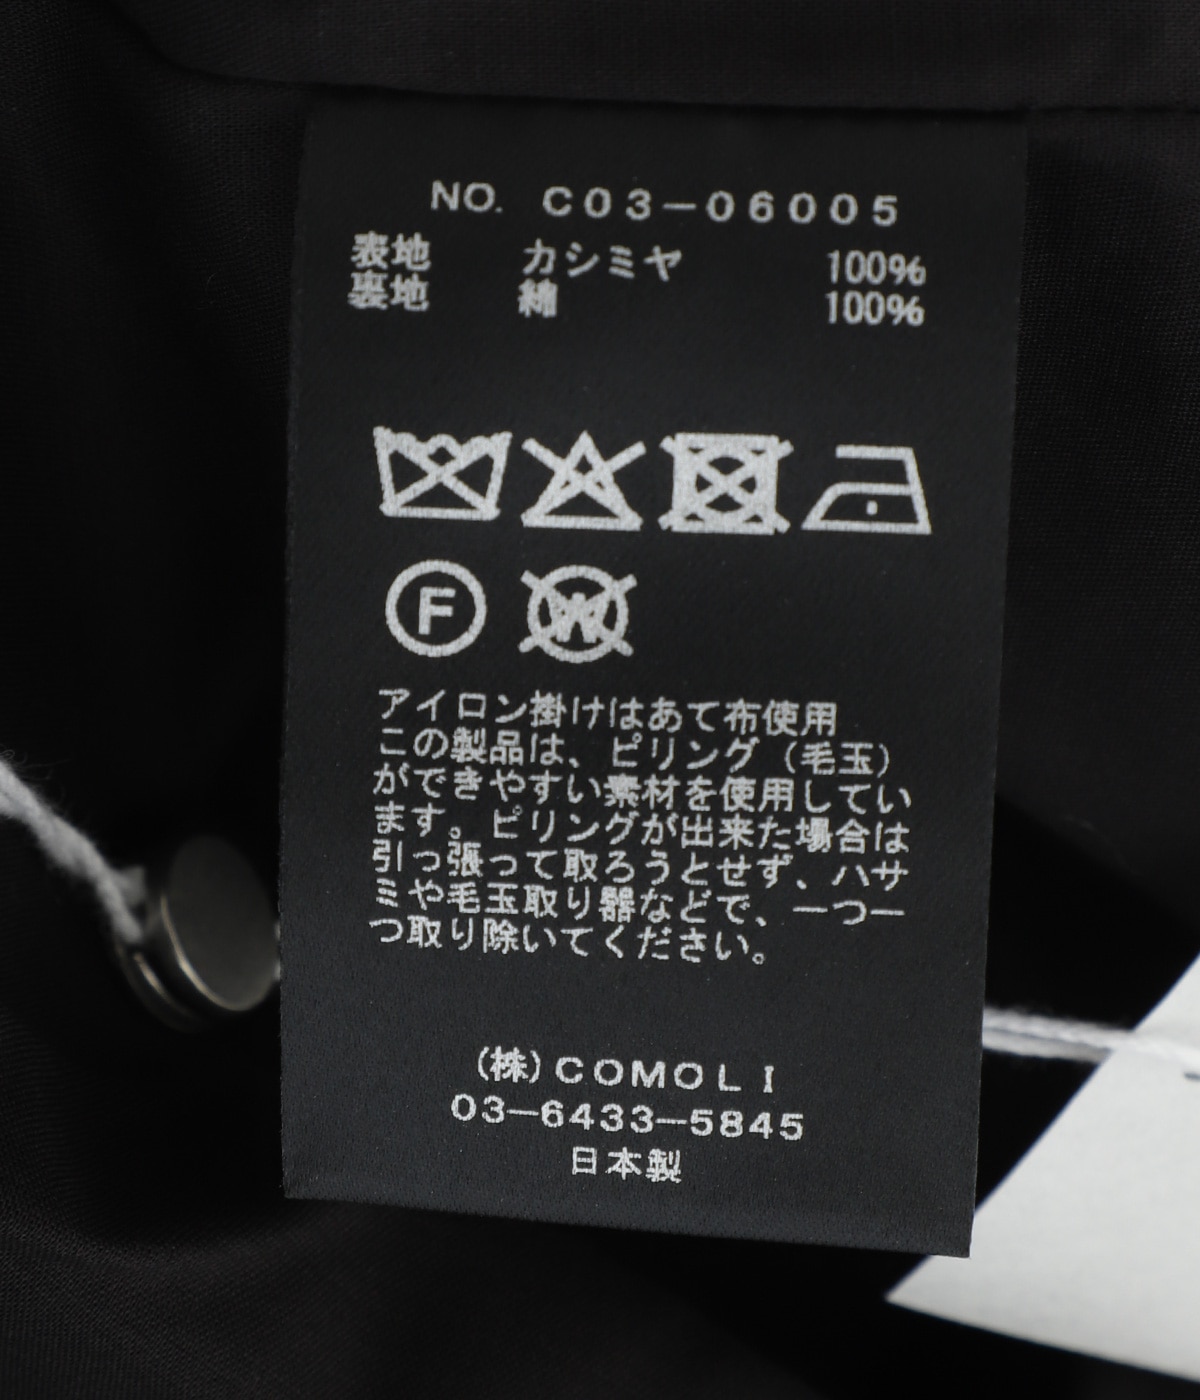 NO. C03-06005
表地 カシミヤ 100%
裏地 綿 100%
F W
アイロン掛けはあて布使用
この製品は、ピリング（毛玉）
ができやすい素材を使用してい
ます。ピリングが出来た場合は
引っ張って取ろうとせず、ハサ
ミや毛玉取り器などで、一つ一
つ取り除いてください。
(株)COMOLI
03-6433-5845
日本製